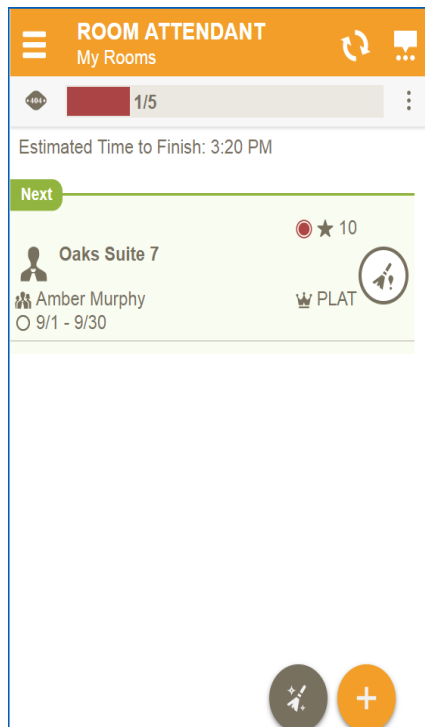 ROOM ATTENDANT
My Rooms
404
1/5
Estimated Time to Finish: 3:20 PM
Next
10
Oaks Suite 7
Amber Murphy
PLAT
9/1 - 9/30